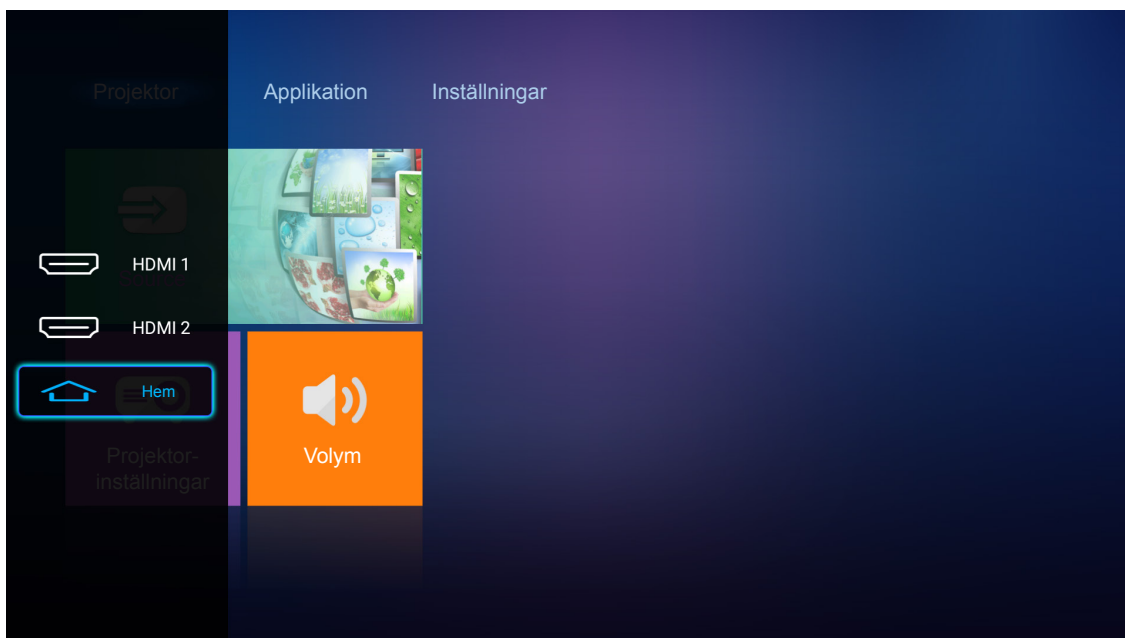 Projektor
Applikation
Inställningar
HDMI 1
HDMI 2
Hem
Projektor-
inställningar
Volym